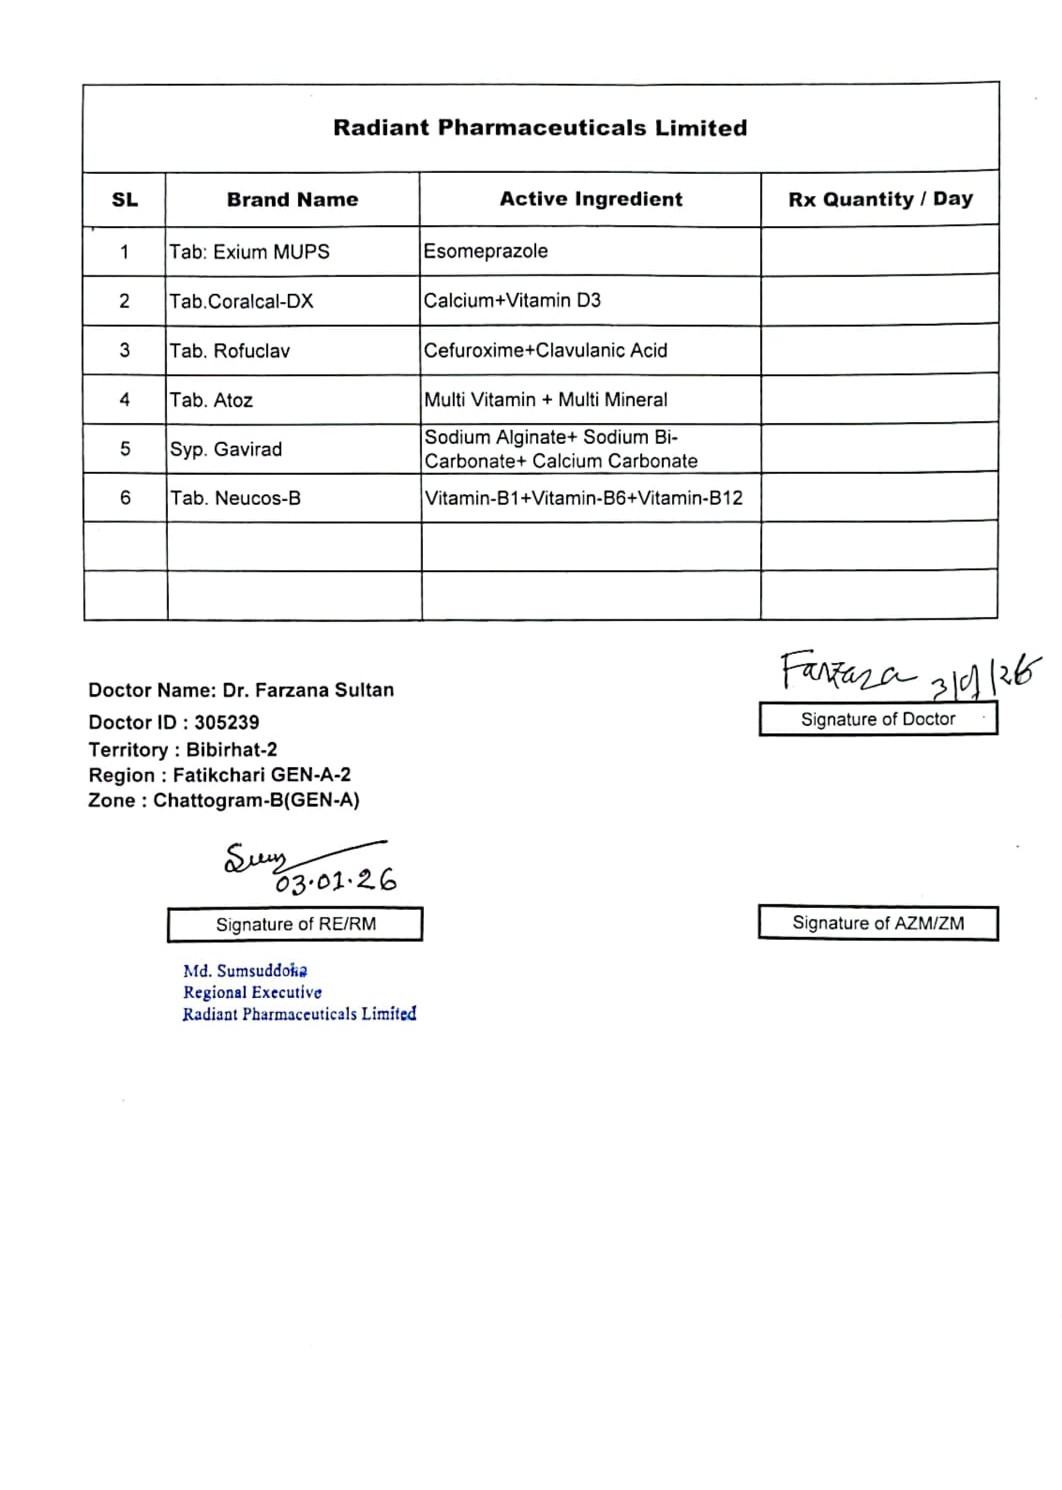 Radiant Pharmaceuticals Limited
SL Brand Name Active Ingredient Rx Quantity / Day
1 Tab: Exium MUPS Esomeprazole
2 Tab.Coralcal-DX Calcium+Vitamin D3
3 Tab. Rofuclav Cefuroxime+Clavulanic Acid
4 Tab. Atoz Multi Vitamin + Multi Mineral
5 Syp. Gavirad Sodium Alginate+ Sodium Bi-
Carbonate+ Calcium Carbonate
6 Tab. Neucos-B Vitamin-B1+Vitamin-B6+Vitamin-B12
Farzana
Signature of Doctor
Doctor Name: Dr. Farzana Sultan
Doctor ID : 305239
Territory : Bibirhat-2
Region : Fatikchari GEN-A-2
Zone : Chattogram-B(GEN-A)
03.01.26
Signature of RE/RM
Signature of AZM/ZM
Md. Sumsuddoha
Regional Executive
Radiant Pharmaceuticals Limited